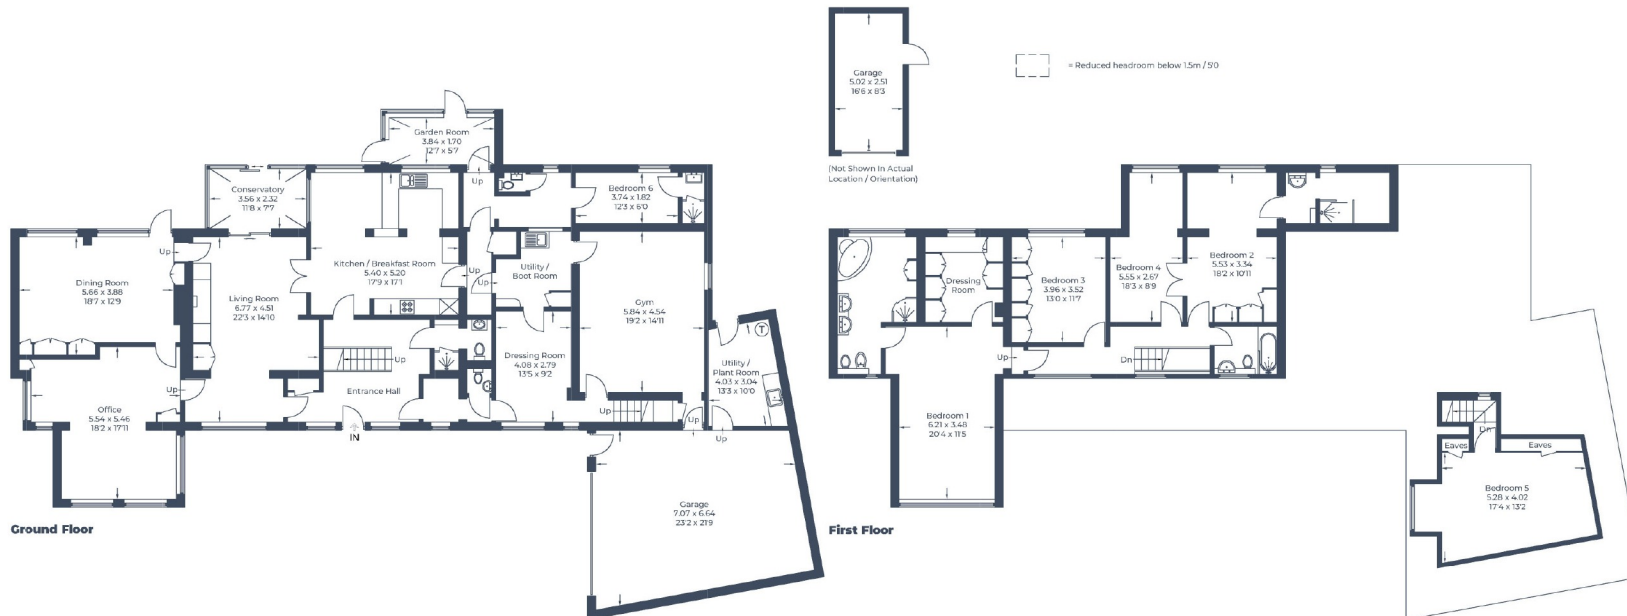 Garden Room
3.84 x 1.70
12'7 x 5'7
Up
Conservatory
3.56 x 2.32
11'8 x 7'7
Bedroom 6
3.74 x 1.82
12'3 x 6'0
Up
Dining Room
5.66 x 3.88
18'7 x 12'9
Living Room
6.77 x 4.51
22'3 x 14'10
Kitchen / Breakfast Room
5.40 x 5.20
17'9 x 17'1
Up
Utility /
Boot Room
Gym
5.84 x 4.54
19'2 x 14'11
T
Up
Dressing Room
4.08 x 2.79
13'5 x 9'2
Utility /
Plant Room
4.03 x 3.04
13'3 x 10'0
Up
Entrance Hall
Office
5.54 x 5.46
18'2 x 17'11
IN
Up
Up
Up
Garage
7.07 x 6.64
23'2 x 21'9
Ground Floor
Garage
5.02 x 2.51
16'6 x 8'3
(Not Shown In Actual
Location / Orientation)
= Reduced headroom below 1.5m / 5'0
Dressing
Room
Bedroom 3
3.96 x 3.52
13'0 x 11'7
Bedroom 4
5.55 x 2.67
18'3 x 8'9
Bedroom 2
5.53 x 3.34
18'2 x 10'11
Up
Dn
Bedroom 1
6.21 x 3.48
20'4 x 11'5
Dn
Eaves
Eaves
Bedroom 5
5.28 x 4.02
17'4 x 13'2
First Floor